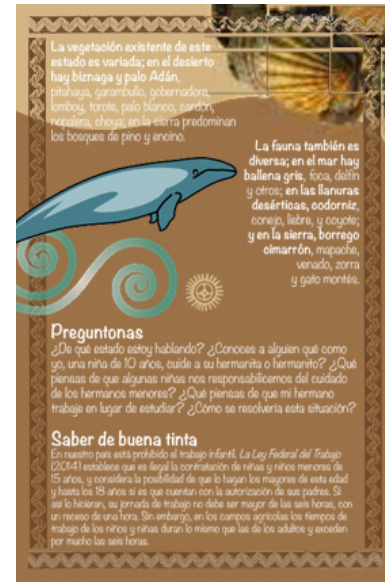 La vegetación existente de este
estado es variada; en el desierto
hay biznaga y palo Adán,
pitahaya, garambullo, gobernadora,
lomboy, torote, palo blanco, cardón,
nopalera, choya; en la sierra predominan
los bosques de pino y encino.
La fauna también es
diversa; en el mar hay
ballena gris, foca, delfín
y otros; en las llanuras
desérticas, codorniz,
conejo, liebre, y coyote;
y en la sierra, borrego
cimarrón, mapache,
venado, zorra
y gato montés.
Preguntonas
¿De qué estado estoy hablando? ¿Conoces a alguien que como
yo, una niña de 10 años, cuide a su hermanita o hermanito? ¿Qué
piensas de que algunas niñas nos responsabilicemos del cuidado
de los hermanos menores? ¿Qué piensas de que mi hermano
trabaje en lugar de estudiar? ¿Cómo se resolvería esta situación?
Saber de buena tinta
En nuestro país está prohibido el trabajo infantil. La Ley Federal del Trabajo
(2014) establece que es ilegal la contratación de niñas y niños menores de
15 años, y considera la posibilidad de que lo hagan los mayores de esta edad
y hasta los 18 años si es que cuentan con la autorización de sus padres. Si
así lo hicieran, su jornada de trabajo no debe ser mayor de las seis horas, con
un receso de una hora. Sin embargo, en los campos agrícolas los tiempos de
trabajo de los niños y niñas duran lo mismo que las de los adultos y exceden
por mucho las seis horas.